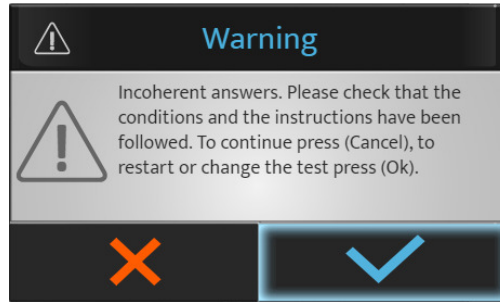 Warning
Incoherent answers. Please check that the
conditions and the instructions have been
followed. To continue press (Cancel), to
restart or change the test press (Ok).